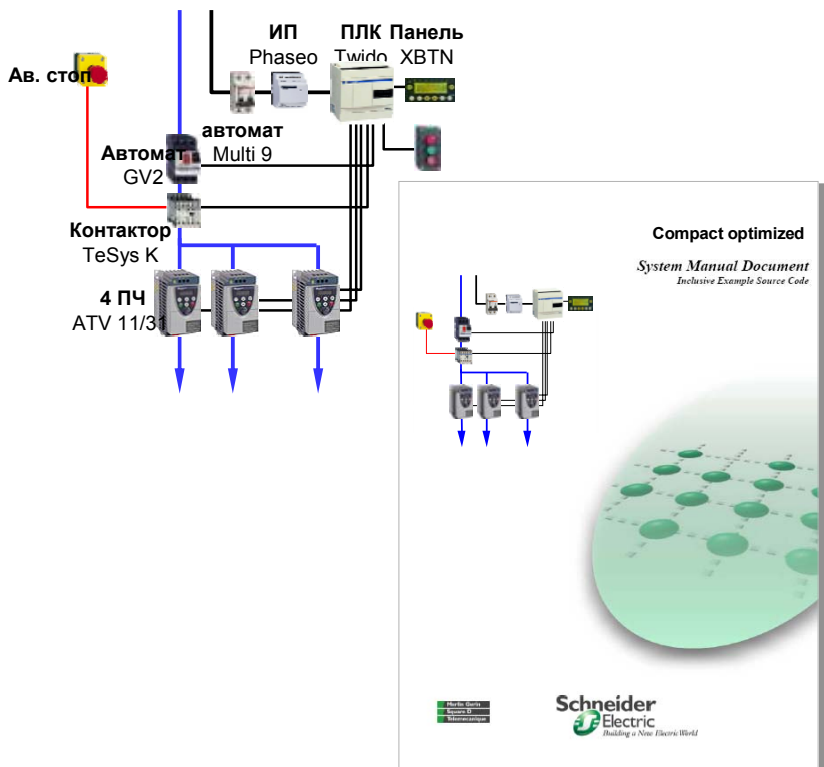 ИП
Phaseo
ПЛК
Twido
Панель
XBTN
Ав. стоп
автомат
Multi 9
Автомат
GV2
Контактор
TeSys K
4 ПЧ
ATV 11/31
Compact optimized
System Manual Document
Inclusive Example Source Code
Merlin Gerin
Square D
Telemecanique
Schneider
Electric
Building a New Electric World